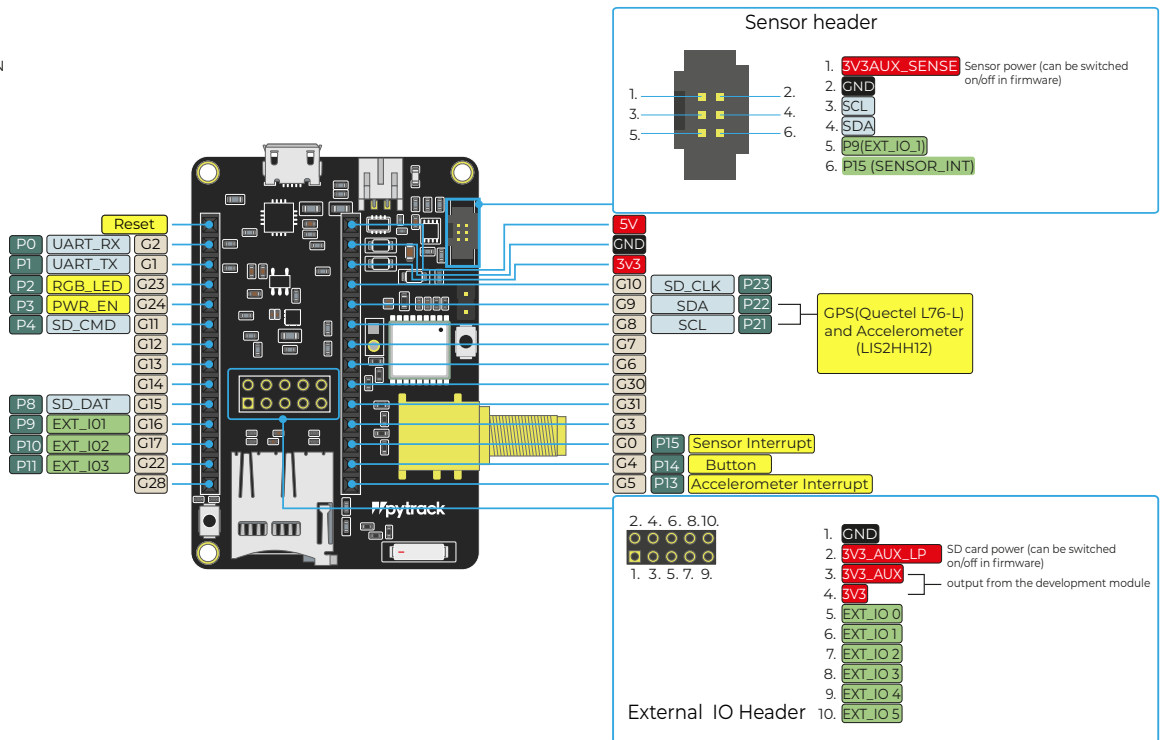 Sensor header
N
1. 3V3AUX_SENSE Sensor power (can be switched
on/off in firmware)
2. GND
3. SCL
4. SDA
5. P9(EXT_IO_1)
6. P15 (SENSOR_INT)
1. 2.
3. 4.
5. 6.
Reset
P0 UART_RX G2
P1 UART_TX G1
P2 RGB_LED G23
P3 PWR_EN G24
P4 SD_CMD G11
G12
G13
G14
P8 SD_DAT G15
P9 EXT_I01 G16
P10 EXT_I02 G17
P11 EXT_I03 G22
G28
5V
GND
3v3
G10 SD_CLK P23
G9 SDA P22
G8 SCL P21
GPS(Quectel L76-L)
and Accelerometer
(LIS2HH12)
G7
G6
G30
G31
G3
G0 P15 Sensor Interrupt
G4 P14 Button
G5 P13 Accelerometer Interrupt
pytrack
2. 4. 6. 8.10.
1. 3. 5. 7. 9.
1. GND
2. 3V3_AUX_LP SD card power (can be switched
on/off in firmware)
3. 3V3_AUX
output from the development module
4. 3V3
5. EXT_IO 0
6. EXT_IO 1
7. EXT_IO 2
8. EXT_IO 3
9. EXT_IO 4
10. EXT_IO 5
External IO Header